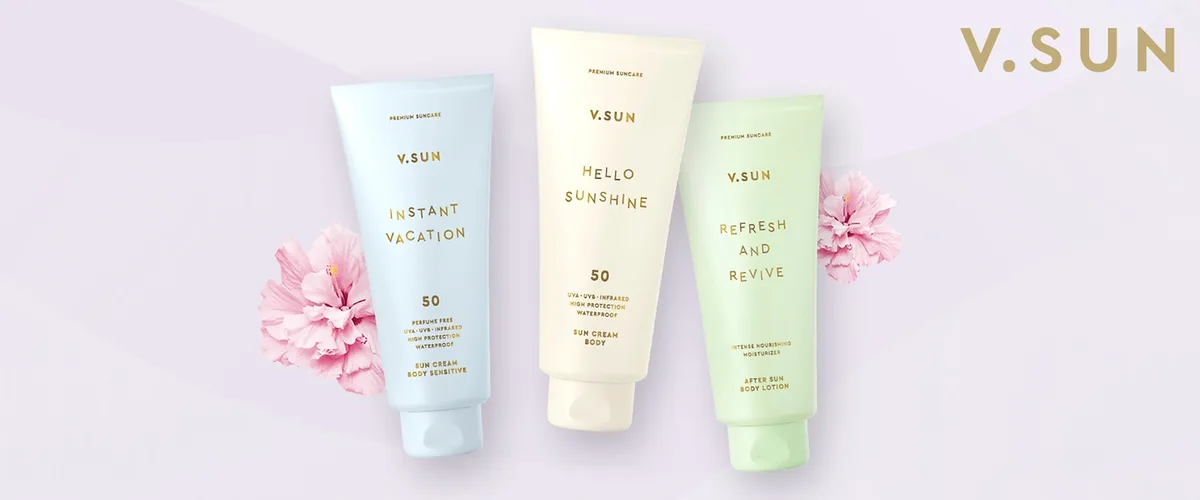 V.SUN
PREMIUM SUNCARE
V.SUN
INSTANT
VACATION
50
PERFUME FREE
UVA·UVB·INFRARED
HIGH PROTECTION
WATERPROOF
SUN CREAM
BODY SENSITIVE
PREMIUM SUNCARE
V.SUN
HELLO
SUNSHINE
50
UVA·UVB·INFRARED
HIGH PROTECTION
WATERPROOF
SUN CREAM
BODY
PREMIUM SUNCARE
V.SUN
REFRESH
AND
REVIVE
INTENSE NOURISHING
MOISTURIZER
AFTER SUN
BODY LOTION